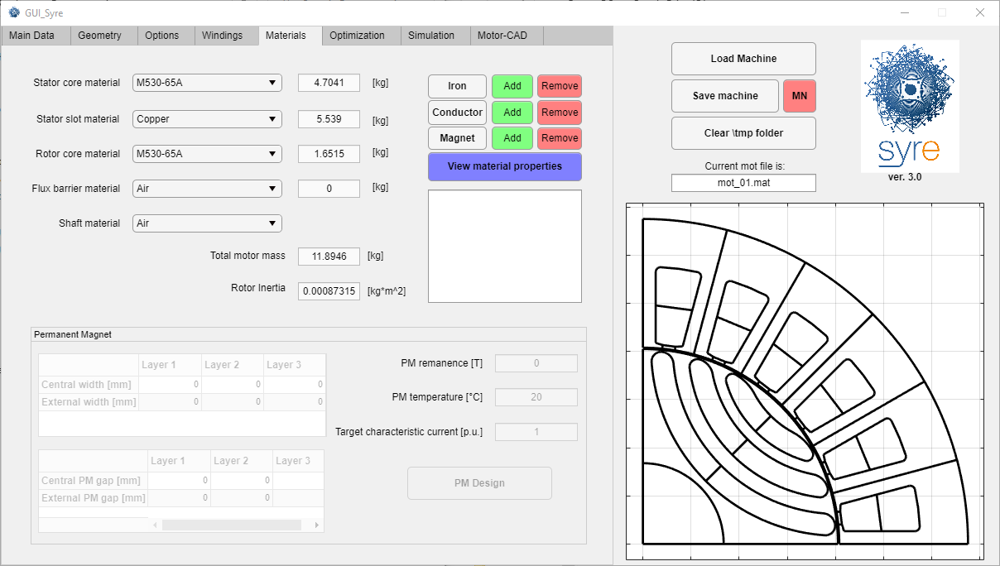 GUI_Syre
Main Data Geometry Options Windings Materials Optimization Simulation Motor-CAD
Stator core material M530-65A 4.7041 [kg]
Stator slot material Copper 5.539 [kg]
Rotor core material M530-65A 1.6515 [kg]
Flux barrier material Air 0 [kg]
Shaft material Air
Total motor mass 11.8946 [kg]
Rotor Inertia 0.00087315 [kg*m^2]
Iron Add Remove
Conductor Add Remove
Magnet Add Remove
View material properties
Permanent Magnet
Layer 1 Layer 2 Layer 3
Central width [mm] 0 0 0
External width [mm] 0 0 0
Layer 1 Layer 2 Layer 3
Central PM gap [mm] 0 0
External PM gap [mm] 0 0
PM remanence [T] 0
PM temperature [°C] 20
Target characteristic current [p.u.] 1
PM Design
Load Machine
Save machine MN
Clear \tmp folder
Current mot file is:
mot_01.mat
syre
ver. 3.0